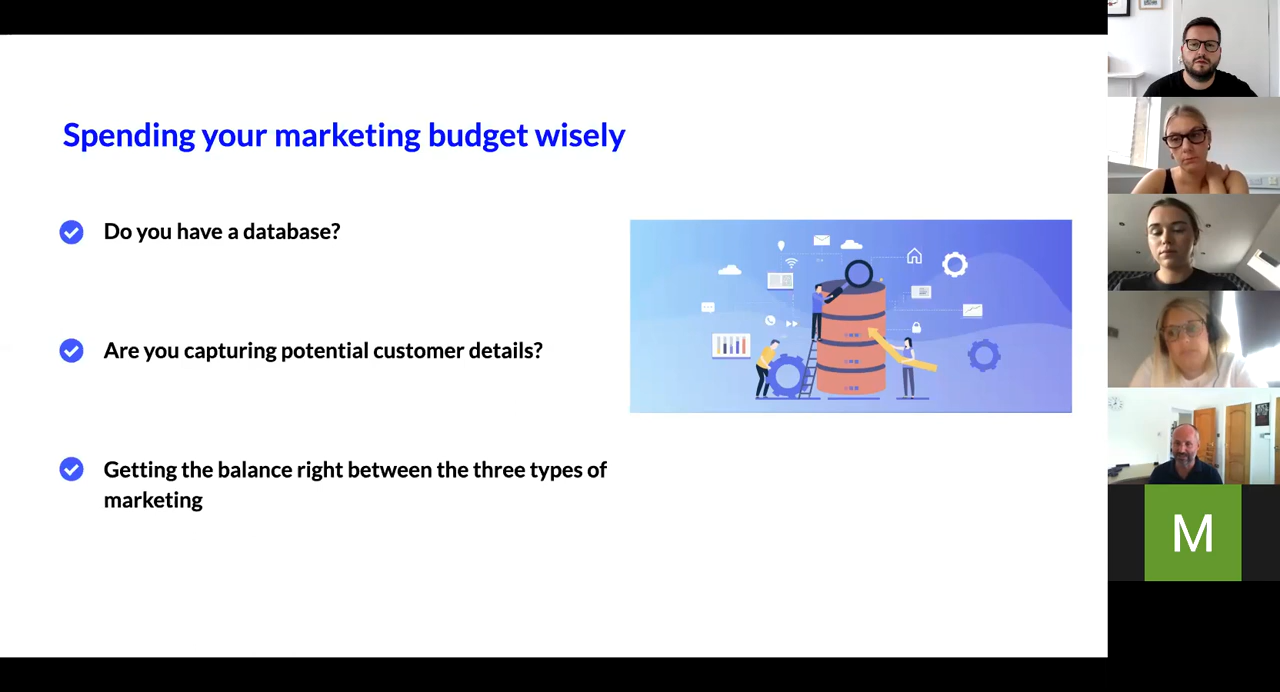 Spending your marketing budget wisely
Do you have a database?
Are you capturing potential customer details?
Getting the balance right between the three types of
marketing
M